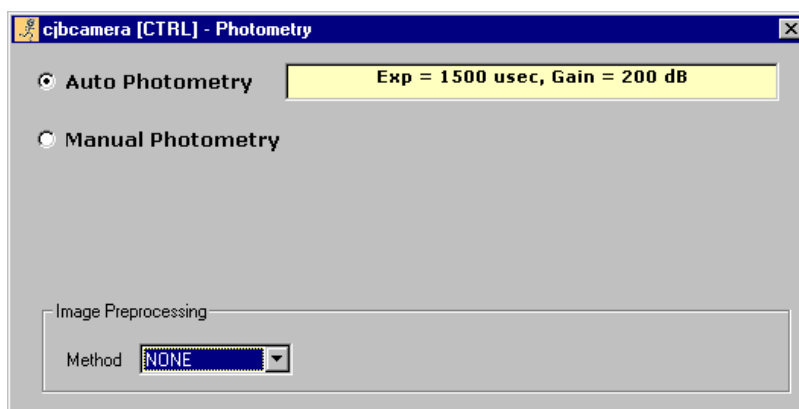 cjbcamera [CTRL] - Photometry
Auto Photometry
Exp = 1500 usec, Gain = 200 dB
Manual Photometry
Image Preprocessing
Method NONE